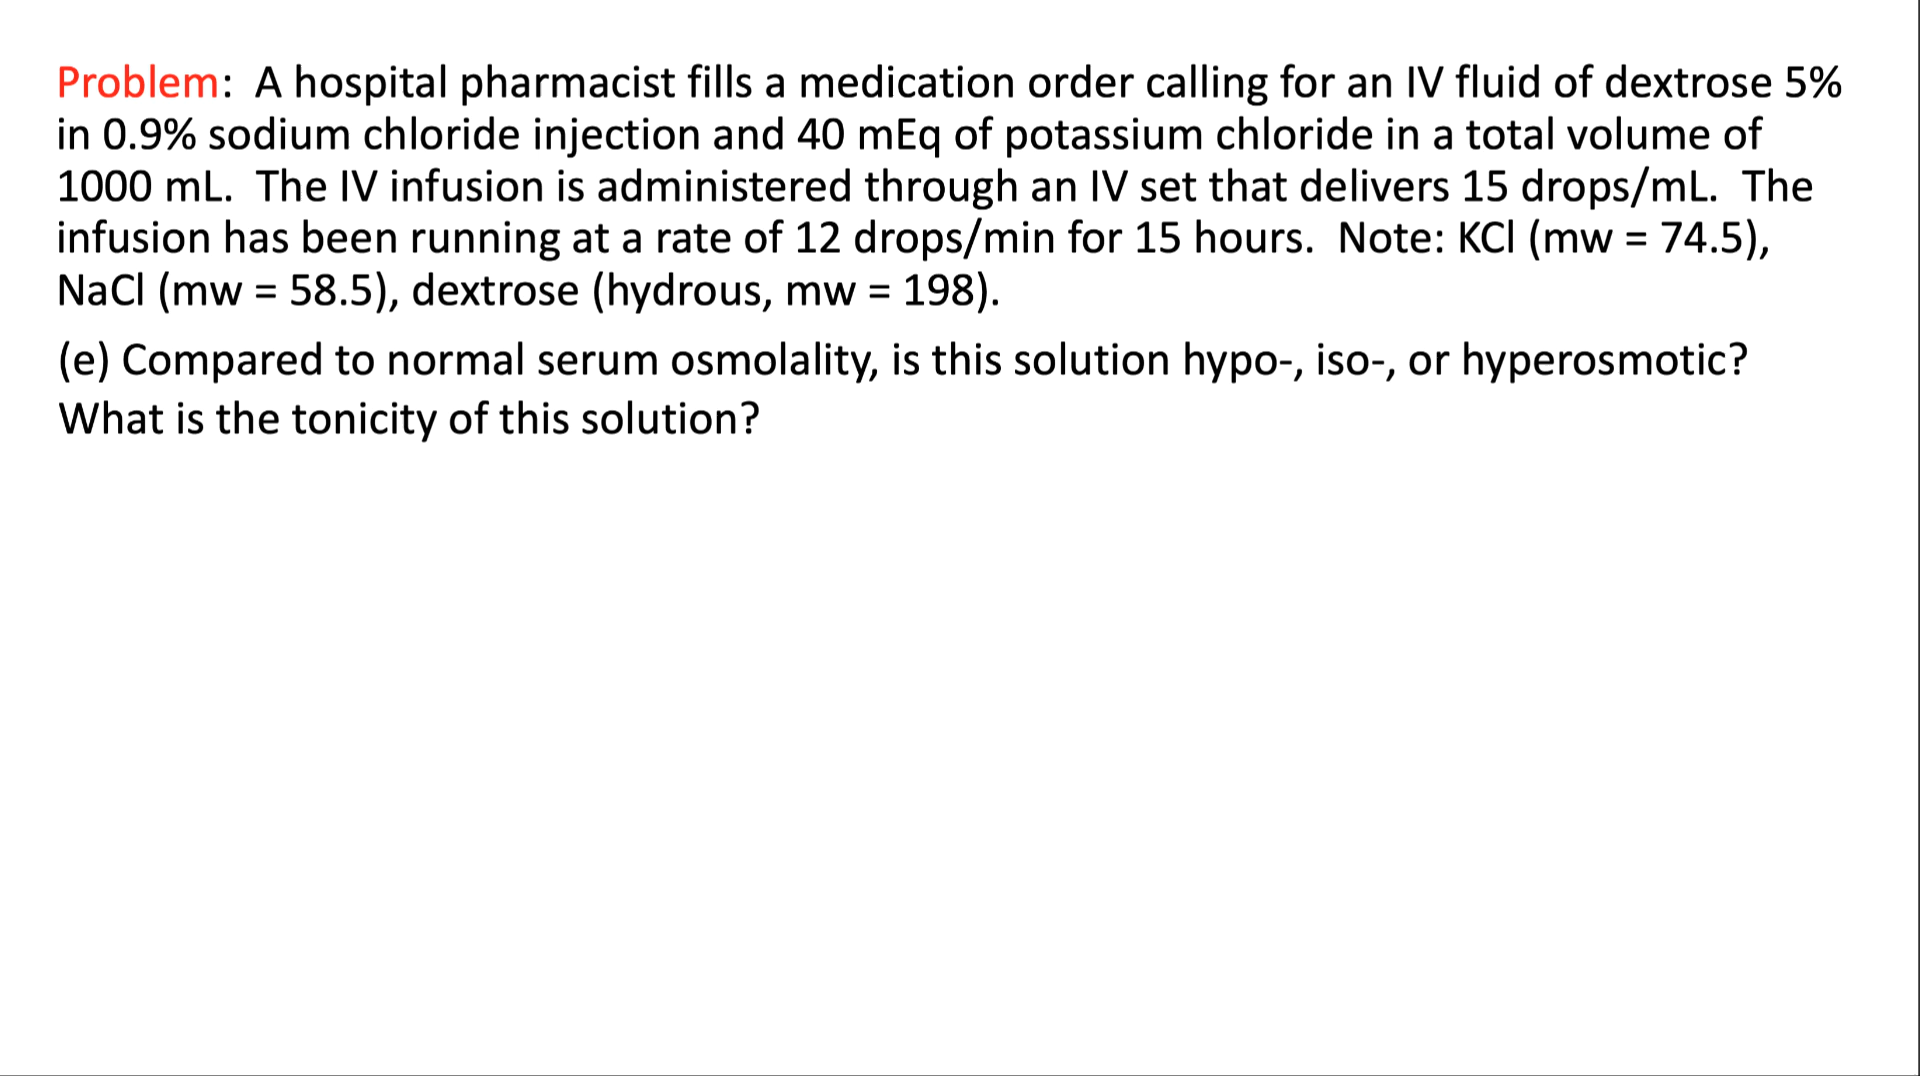 Problem: A hospital pharmacist fills a medication order calling for an IV fluid of dextrose 5%
in 0.9% sodium chloride injection and 40 mEq of potassium chloride in a total volume of
1000 mL. The IV infusion is administered through an IV set that delivers 15 drops/mL. The
infusion has been running at a rate of 12 drops/min for 15 hours. Note: KCl (mw = 74.5),
NaCl (mw = 58.5), dextrose (hydrous, mw = 198).
(e) Compared to normal serum osmolality, is this solution hypo-, iso-, or hyperosmotic?
What is the tonicity of this solution?